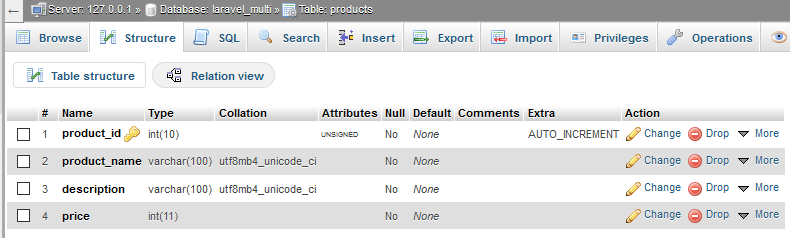 Server: 127.0.0.1 » Database: laravel_multi » Table: products
Browse Structure SQL Search Insert Export Import Privileges Operations
Table structure Relation view
# Name Type Collation Attributes Null Default Comments Extra Action
1 product_id int(10) UNSIGNED No None AUTO_INCREMENT Change Drop More
2 product_name varchar(100) utf8mb4_unicode_ci No None Change Drop More
3 description varchar(100) utf8mb4_unicode_ci No None Change Drop More
4 price int(11) No None Change Drop More